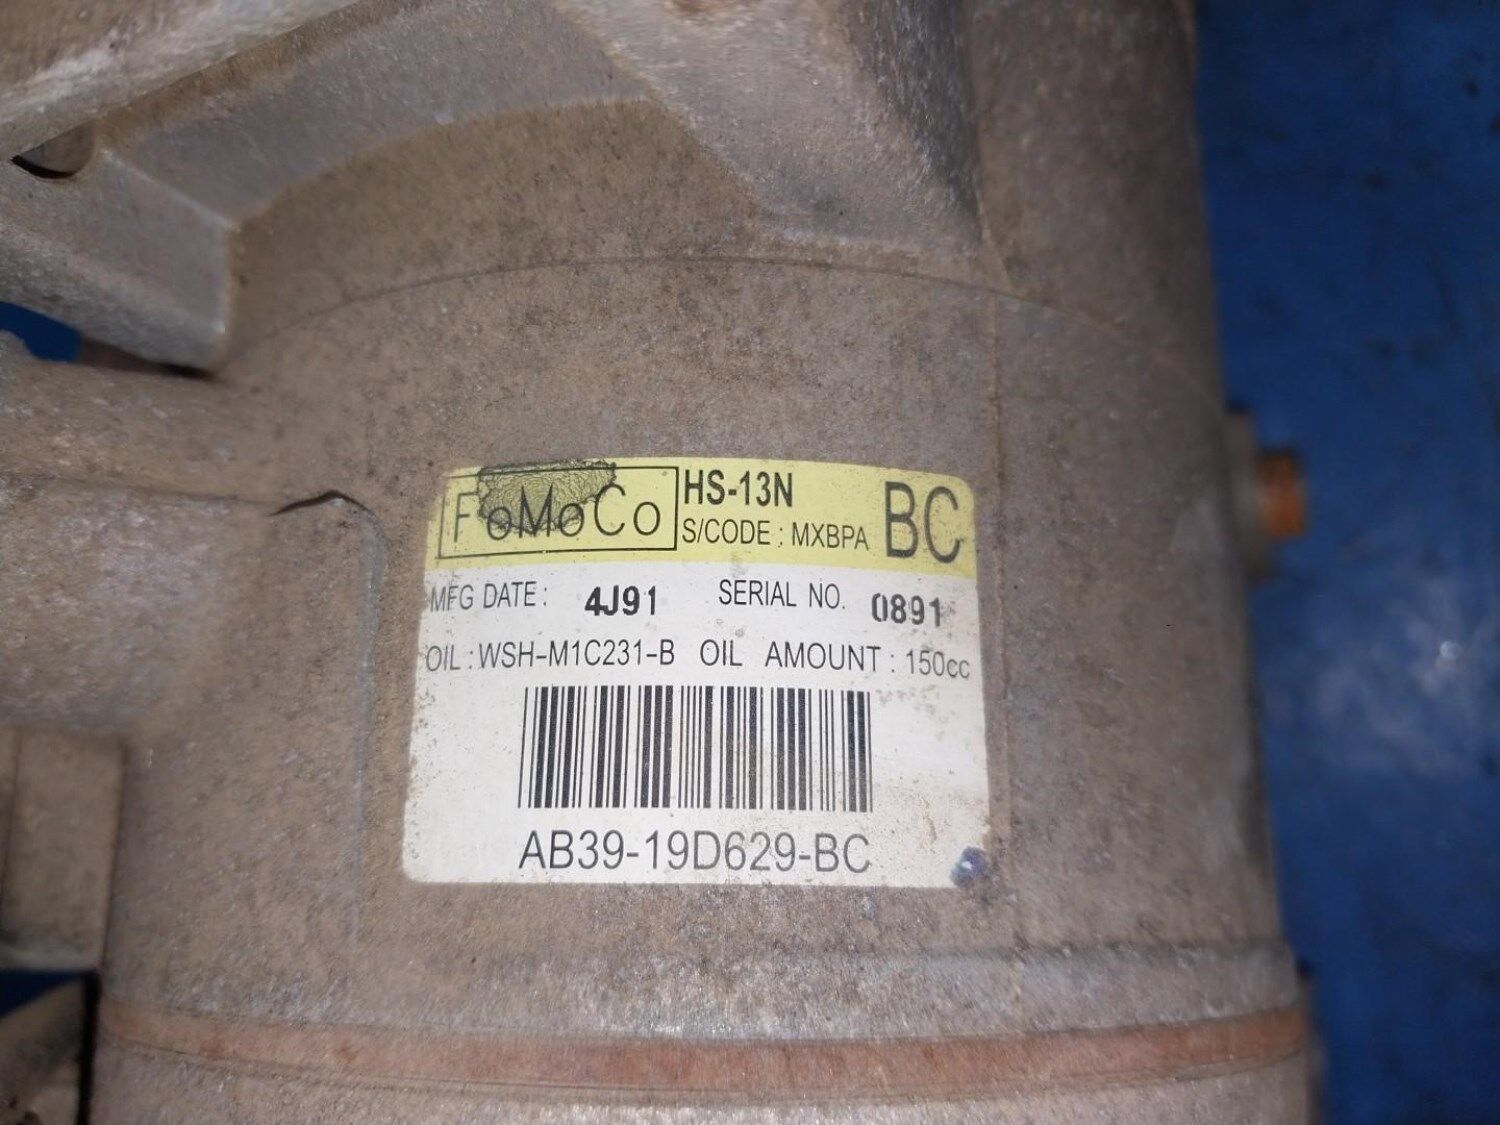 FoMoCo HS-13N BC
S/CODE : MXBPA
MFG DATE : 4J91 SERIAL NO. 0891
OIL : WSH-M1C231-B OIL AMOUNT : 150cc
AB39-19D629-BC